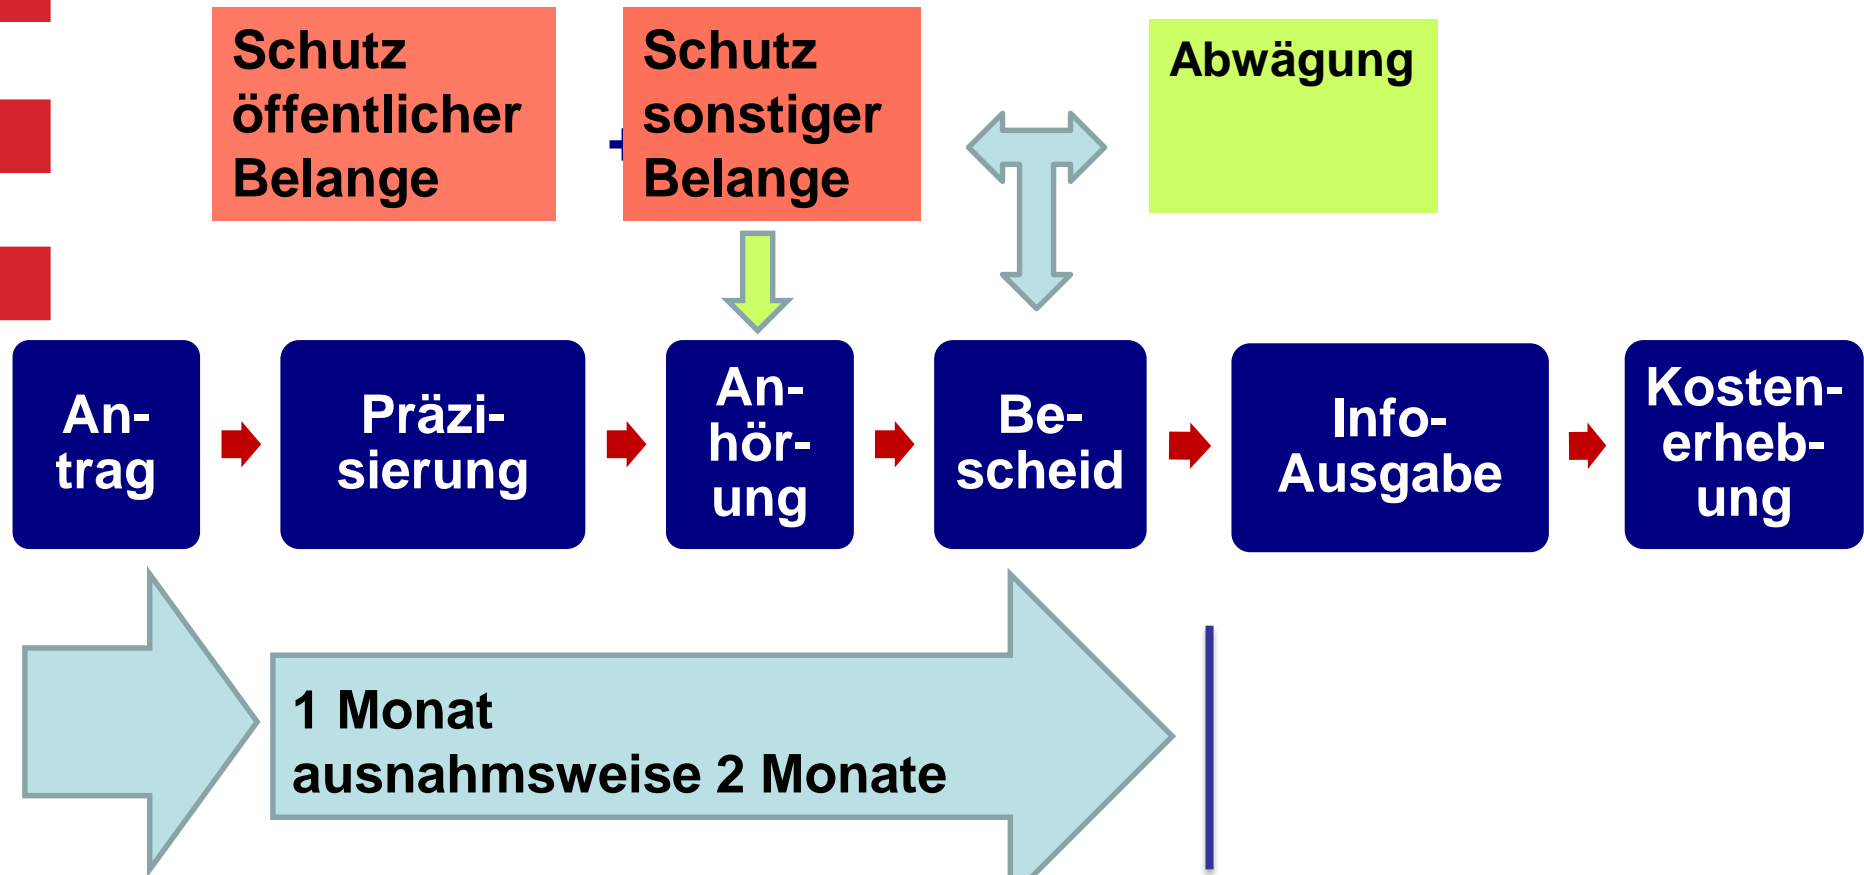 Schutz
öffentlicher
Belange
Schutz
sonstiger
Belange
Abwägung
An-
trag
Präzi-
sierung
An-
hör-
ung
Be-
scheid
Info-
Ausgabe
Kosten-
erheb-
ung
1 Monat
ausnahmsweise 2 Monate